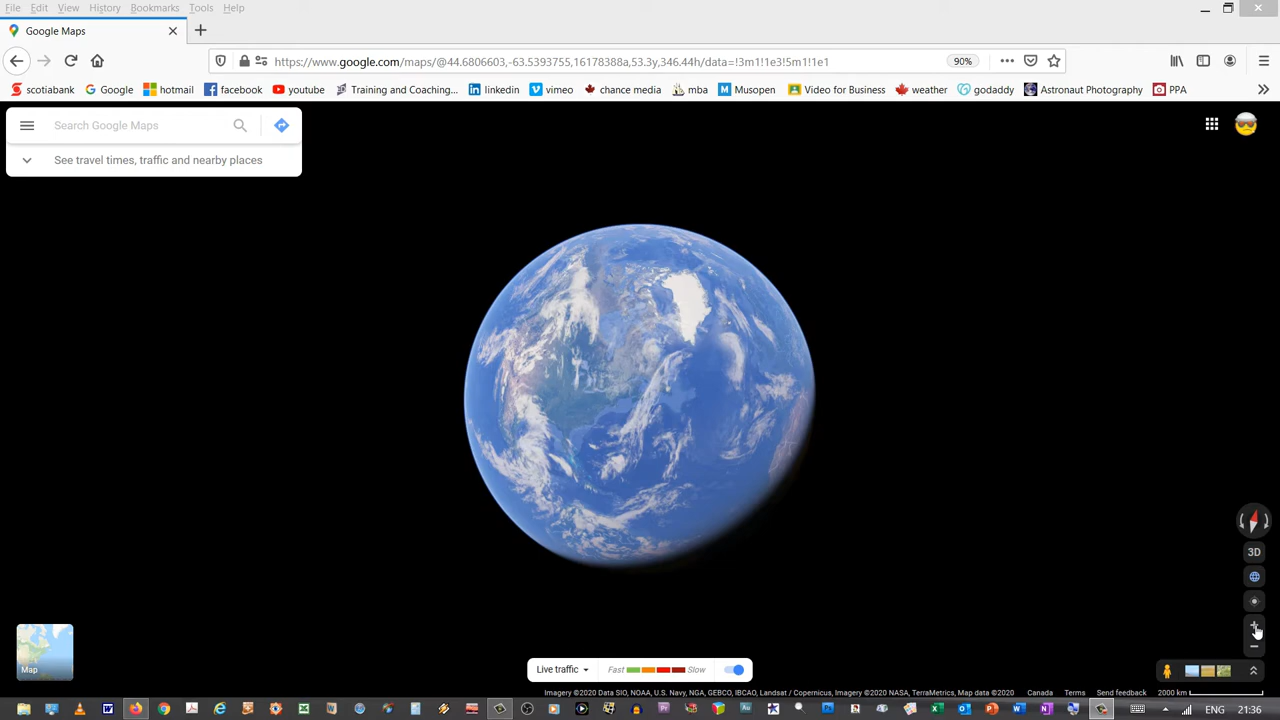 File Edit View History Bookmarks Tools Help
Google Maps
https://www.google.com/maps/@44.6806603,-63.5393755,16178388a,53.3y,346.44h/data=!3m1!1e3!5m1!1e1
90%
scotiabank Google hotmail facebook youtube Training and Coaching... linkedin vimeo chance media mba Musopen Video for Business weather godaddy Astronaut Photography PPA
Search Google Maps
See travel times, traffic and nearby places
3D
Map
Live traffic Fast Slow
Imagery ©2020 Data SIO, NOAA, U.S. Navy, NGA, GEBCO, IBCAO, Landsat / Copernicus, Imagery ©2020 NASA, TerraMetrics, Map data ©2020 Canada Terms Send feedback 2000 km
ENG 21:36